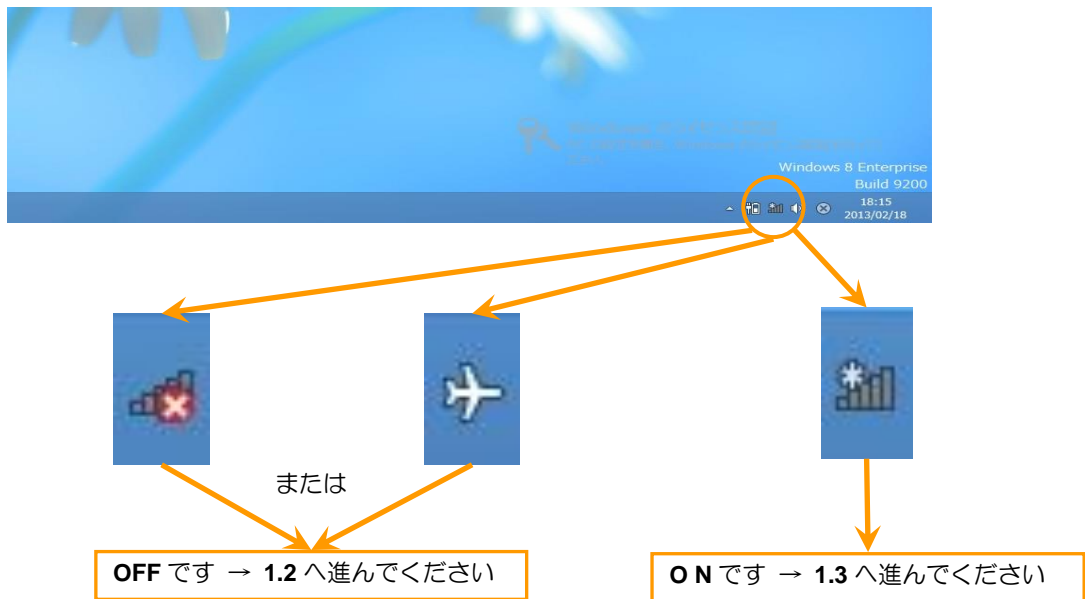 Windows 8 Enterprise
Build 9200
18:15
2013/02/18
または
OFF です → 1.2 へ進んでください
O N です → 1.3 へ進んでください